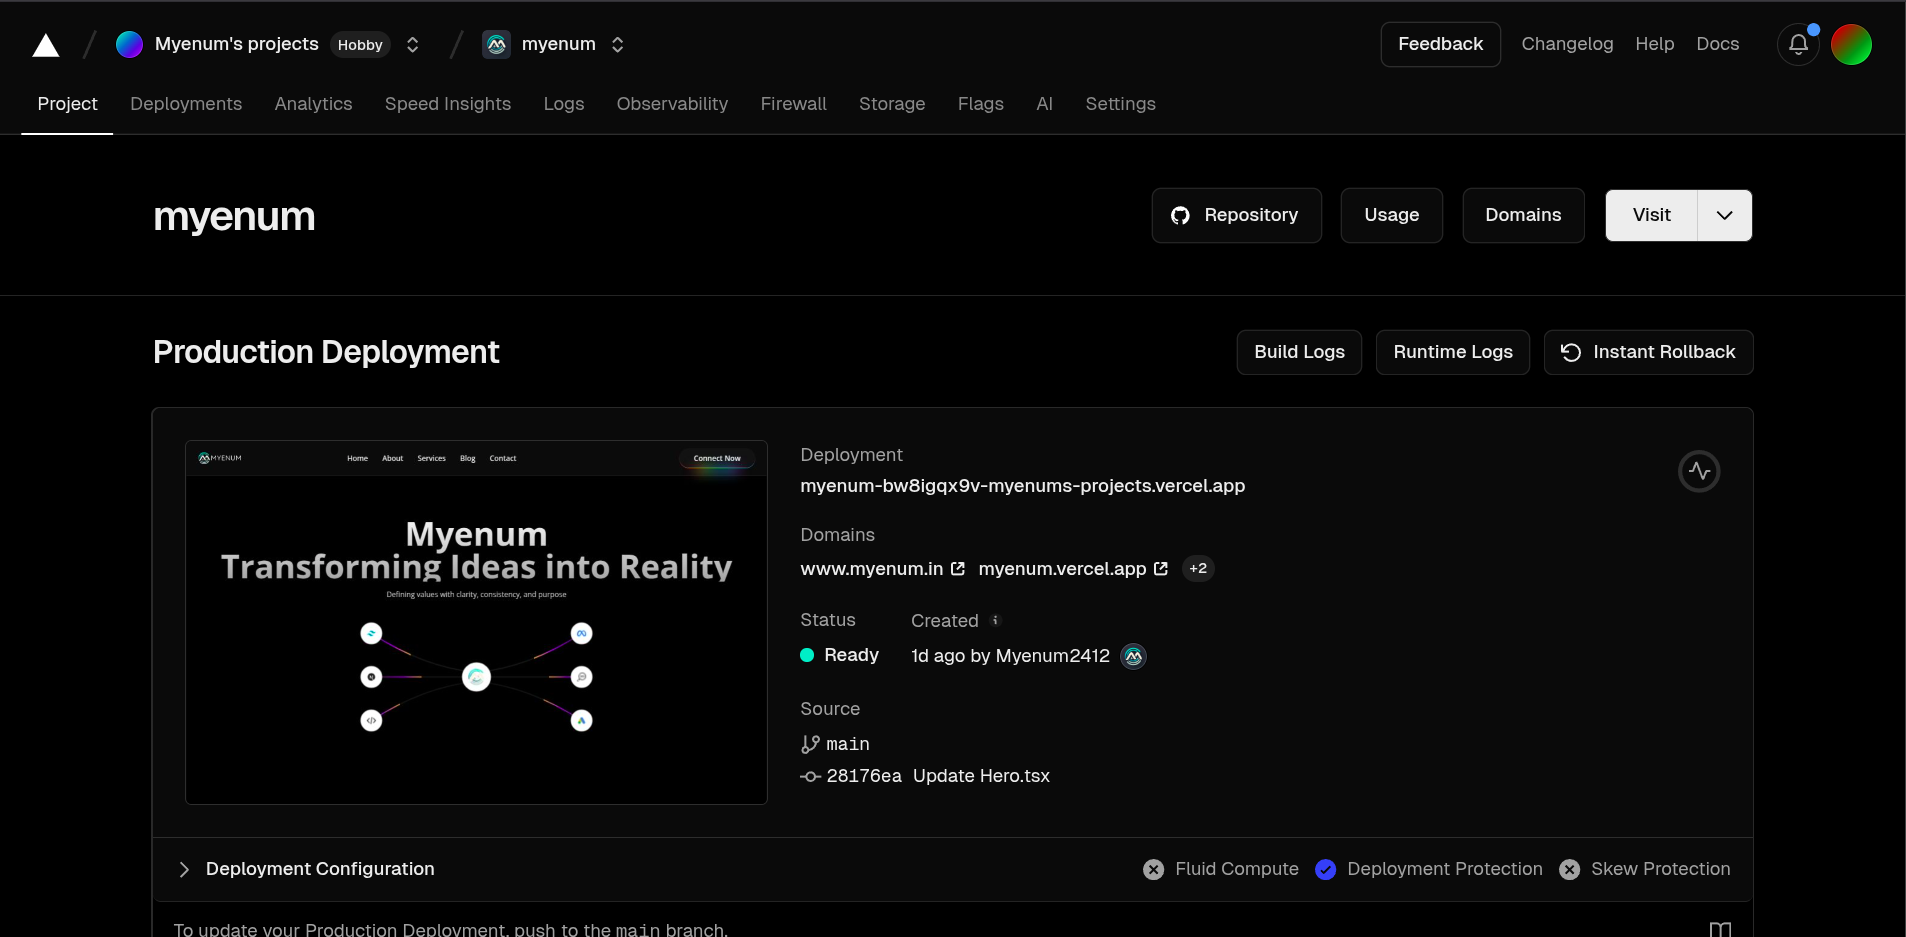 Myenum's projects Hobby myenum Feedback Changelog Help Docs
Project Deployments Analytics Speed Insights Logs Observability Firewall Storage Flags AI Settings
myenum Repository Usage Domains Visit
Production Deployment Build Logs Runtime Logs Instant Rollback
MYENUM Home About Services Blog Contact Connect Now
Myenum
Transforming Ideas into Reality
Defining values with clarity, consistency, and purpose
Deployment
myenum-bw8igqx9v-myenums-projects.vercel.app
Domains
www.myenum.in myenum.vercel.app +2
Status Created
Ready 1d ago by Myenum2412
Source
main
28176ea Update Hero.tsx
Deployment Configuration Fluid Compute Deployment Protection Skew Protection
To update your Production Deployment, push to the main branch.